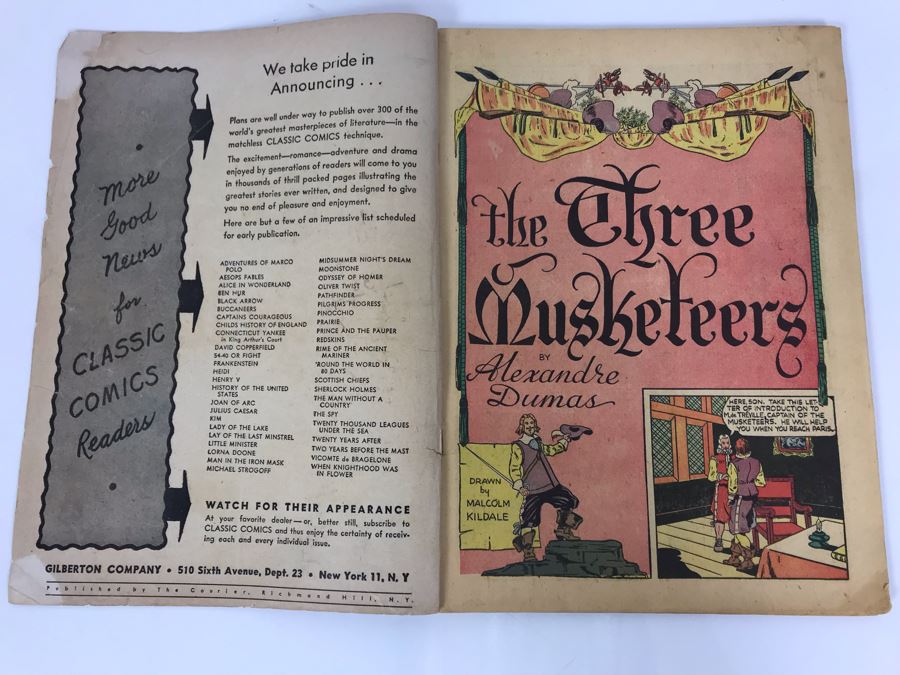 More
Good
News
for
CLASSIC
COMICS
Readers
We take pride in
Announcing . . .
Plans are well under way to publish over 300 of the
world's greatest masterpieces of literature—in the
matchless CLASSIC COMICS technique.
The excitement—romance—adventure and drama
enjoyed by generations of readers will come to you
in thousands of thrill packed pages illustrating the
greatest stories ever written, and designed to give
you no end of pleasure and enjoyment.
Here are but a few of an impressive list scheduled
for early publication.
ADVENTURES OF MARCO
POLO
AESOPS FABLES
ALICE IN WONDERLAND
BEN HUR
BLACK ARROW
BUCCANEERS
CAPTAINS COURAGEOUS
CHILDS HISTORY OF ENGLAND
CONNECTICUT YANKEE
in King Arthur's Court
DAVID COPPERFIELD
54-40 OR FIGHT
FRANKENSTEIN
HEIDI
HENRY V
HISTORY OF THE UNITED
STATES
JOAN OF ARC
JULIUS CAESAR
KIM
LADY OF THE LAKE
LAY OF THE LAST MINSTREL
LITTLE MINISTER
LORNA DOONE
MAN IN THE IRON MASK
MICHAEL STROGOFF
MIDSUMMER NIGHT'S DREAM
MOONSTONE
ODYSSEY OF HOMER
OLIVER TWIST
PATHFINDER
PILGRIMS PROGRESS
PINOCCHIO
PRAIRIE
PRINCE AND THE PAUPER
REDSKINS
RIME OF THE ANCIENT
MARINER
'ROUND THE WORLD IN
80 DAYS
SCOTTISH CHIEFS
SHERLOCK HOLMES
THE MAN WITHOUT A
COUNTRY
THE SPY
TWENTY THOUSAND LEAGUES
UNDER THE SEA
TWENTY YEARS AFTER
TWO YEARS BEFORE THE MAST
VICOMTE de BRAGELONE
WHEN KNIGHTHOOD WAS
IN FLOWER
WATCH FOR THEIR APPEARANCE
At your favorite dealer—or, better still, subscribe to
CLASSIC COMICS and thus enjoy the certainty of receiv-
ing each and every individual issue.
GILBERTON COMPANY • 510 Sixth Avenue, Dept. 23 • New York 11, N. Y
Published by The Courier, Richmond Hill, N. Y.
the Three
Musketeers
BY
Alexandre
Dumas
DRAWN
by
MALCOLM
KILDALE
HERE, SON. TAKE THIS LET-
TER OF INTRODUCTION TO
M. de TREVILLE, CAPTAIN OF THE
MUSKETEERS. HE WILL HELP
YOU WHEN YOU REACH PARIS.